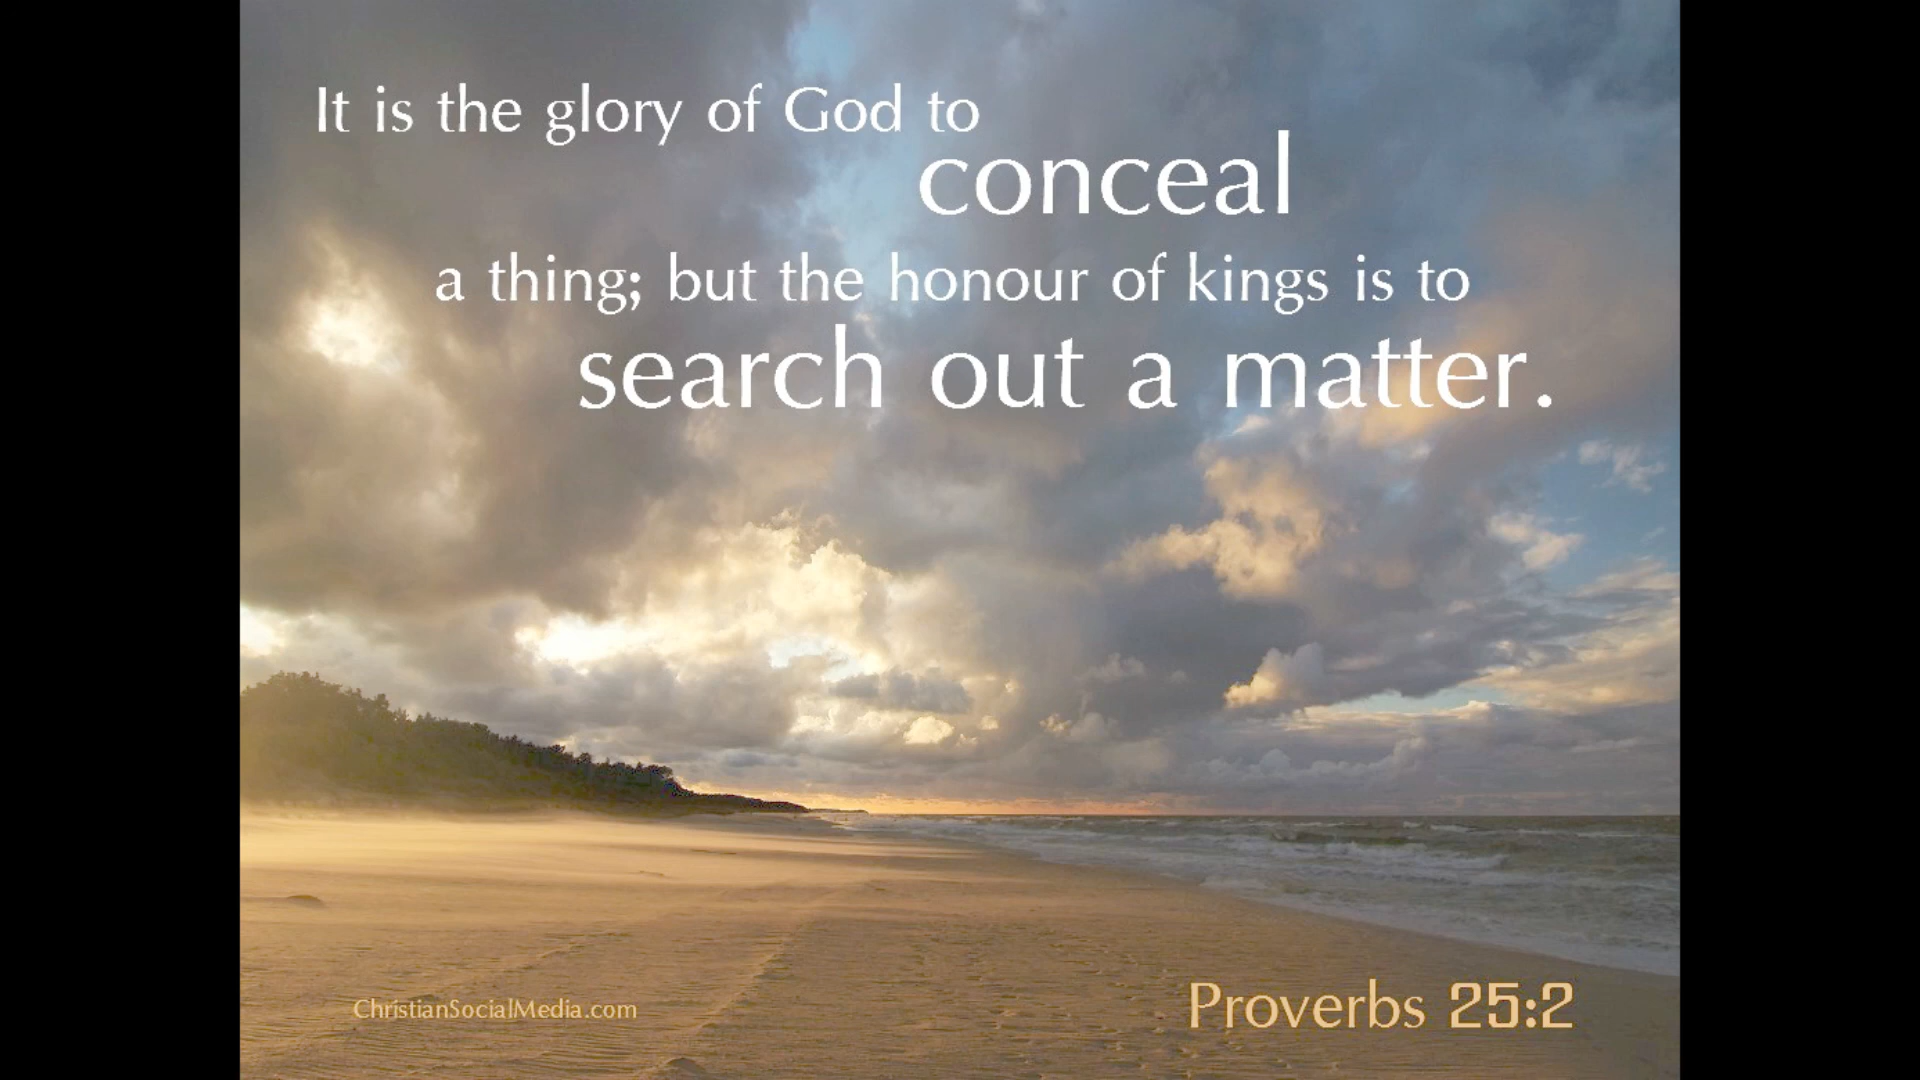 It is the glory of God to
conceal
a thing; but the honour of kings is to
search out a matter.
ChristianSocialMedia.com
Proverbs 25:2